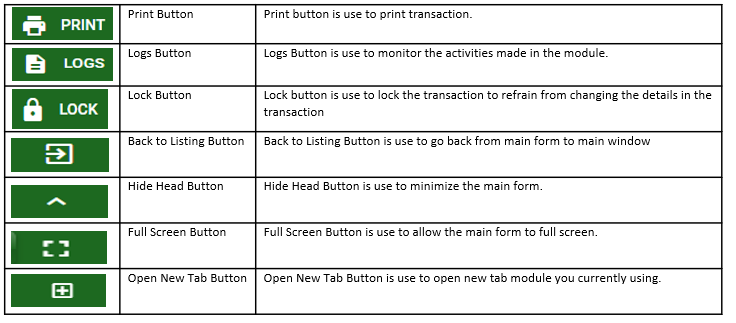 PRINT
Print Button
Print button is use to print transaction.
LOGS
Logs Button
Logs Button is use to monitor the activities made in the module.
LOCK
Lock Button
Lock button is use to lock the transaction to refrain from changing the details in the
transaction
Back to Listing Button
Back to Listing Button is use to go back from main form to main window
Hide Head Button
Hide Head Button is use to minimize the main form.
Full Screen Button
Full Screen Button is use to allow the main form to full screen.
Open New Tab Button
Open New Tab Button is use to open new tab module you currently using.